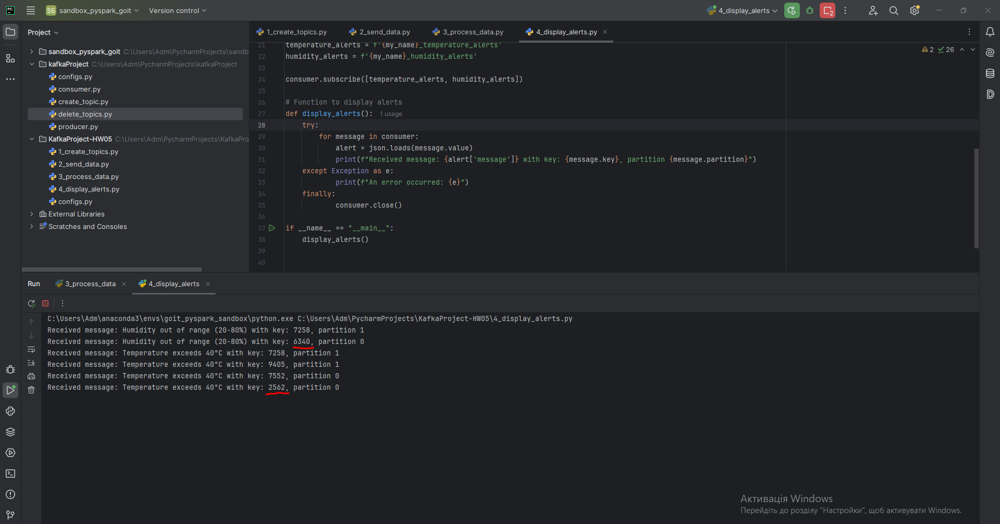 PC
SG sandbox_pyspark_goit
Version control
4_display_alerts
2
Project
1_create_topics.py
2_send_data.py
3_process_data.py
4_display_alerts.py
sandbox_pyspark_goit C:\Users\Adm\PycharmProjects\sandb
kafkaProject C:\Users\Adm\PycharmProjects\kafkaProject
configs.py
consumer.py
create_topic.py
delete_topics.py
producer.py
KafkaProject-HW05 C:\Users\Adm\PycharmProjects\KafkaPro
1_create_topics.py
2_send_data.py
3_process_data.py
4_display_alerts.py
configs.py
External Libraries
Scratches and Consoles
2 26
21 temperature_alerts = f'{my_name}_temperature_alerts'
22 humidity_alerts = f'{my_name}_humidity_alerts'
23
24 consumer.subscribe([temperature_alerts, humidity_alerts])
25
26 # Function to display alerts
27 def display_alerts(): 1 usage
28 try:
29 for message in consumer:
30 alert = json.loads(message.value)
31 print(f"Received message: {alert['message']} with key: {message.key}, partition {message.partition}")
32 except Exception as e:
33 print(f"An error occurred: {e}")
34 finally:
35 consumer.close()
36
37 if __name__ == "__main__":
38 display_alerts()
39
40
Run
3_process_data
4_display_alerts
C:\Users\Adm\anaconda3\envs\goit_pyspark_sandbox\python.exe C:\Users\Adm\PycharmProjects\KafkaProject-HW05\4_display_alerts.py
Received message: Humidity out of range (20-80%) with key: 7258, partition 1
Received message: Humidity out of range (20-80%) with key: 6340, partition 0
Received message: Temperature exceeds 40°C with key: 7258, partition 1
Received message: Temperature exceeds 40°C with key: 9405, partition 1
Received message: Temperature exceeds 40°C with key: 7552, partition 0
Received message: Temperature exceeds 40°C with key: 2562, partition 0
Активація Windows
Перейдіть до розділу "Настройки", щоб активувати Windows.